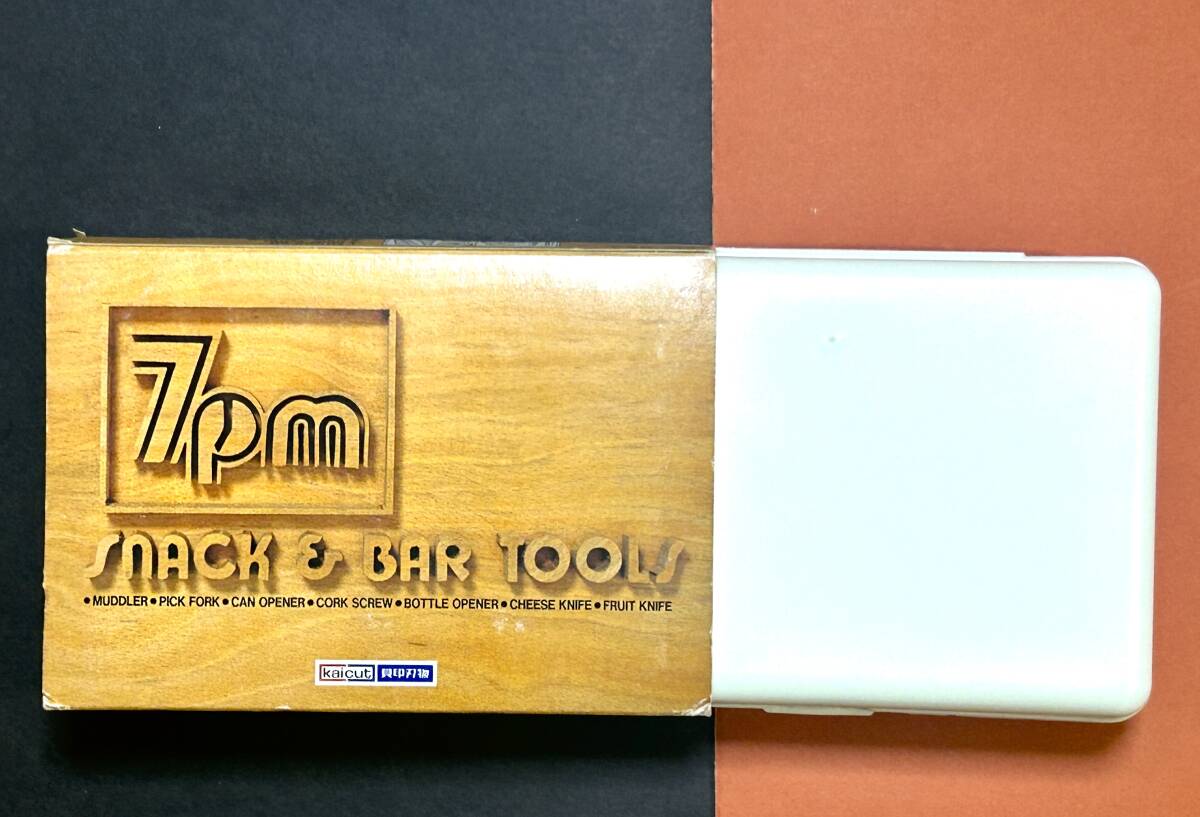 7pm
SNACK & BAR TOOLS
•MUDDLER•PICK FORK•CAN OPENER•CORK SCREW•BOTTLE OPENER•CHEESE KNIFE•FRUIT KNIFE
kaicut 貝印刃物